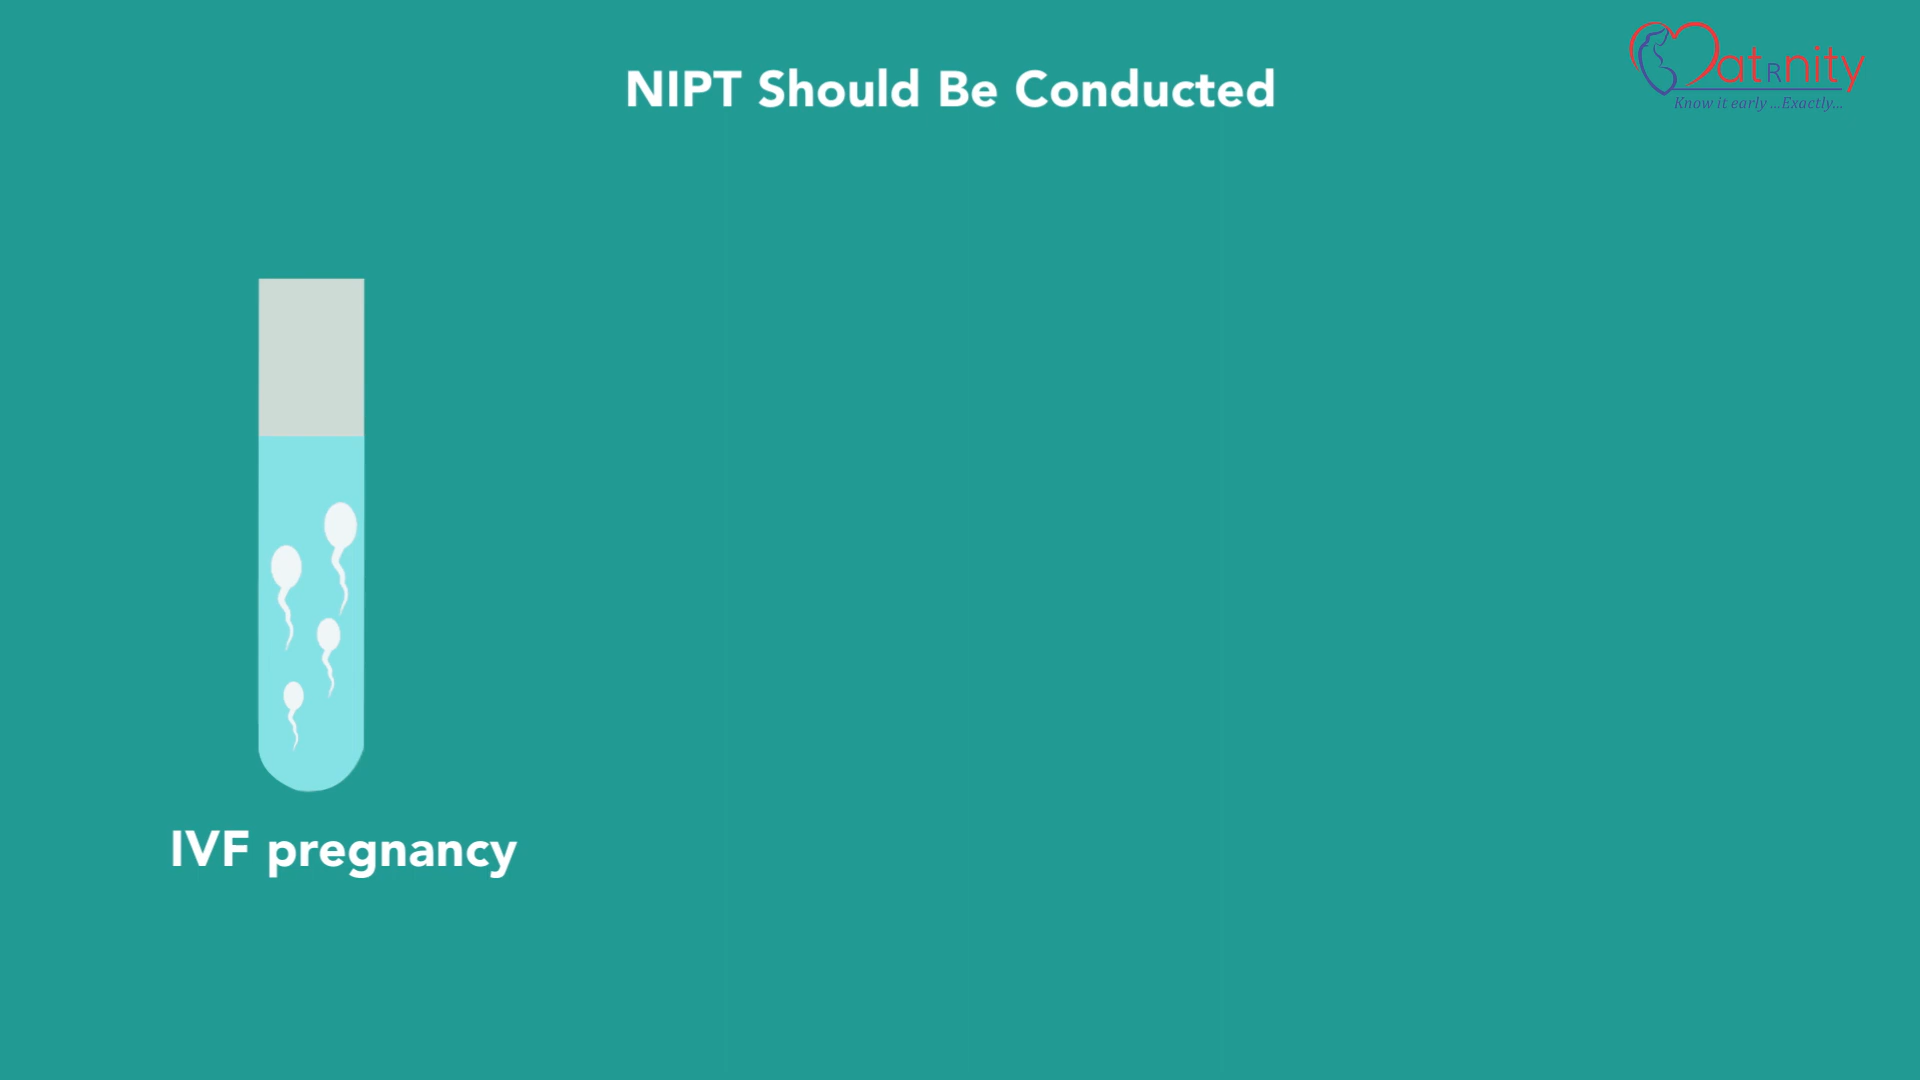 NIPT Should Be Conducted
MatRnity
Know it early ...Exactly...
IVF pregnancy